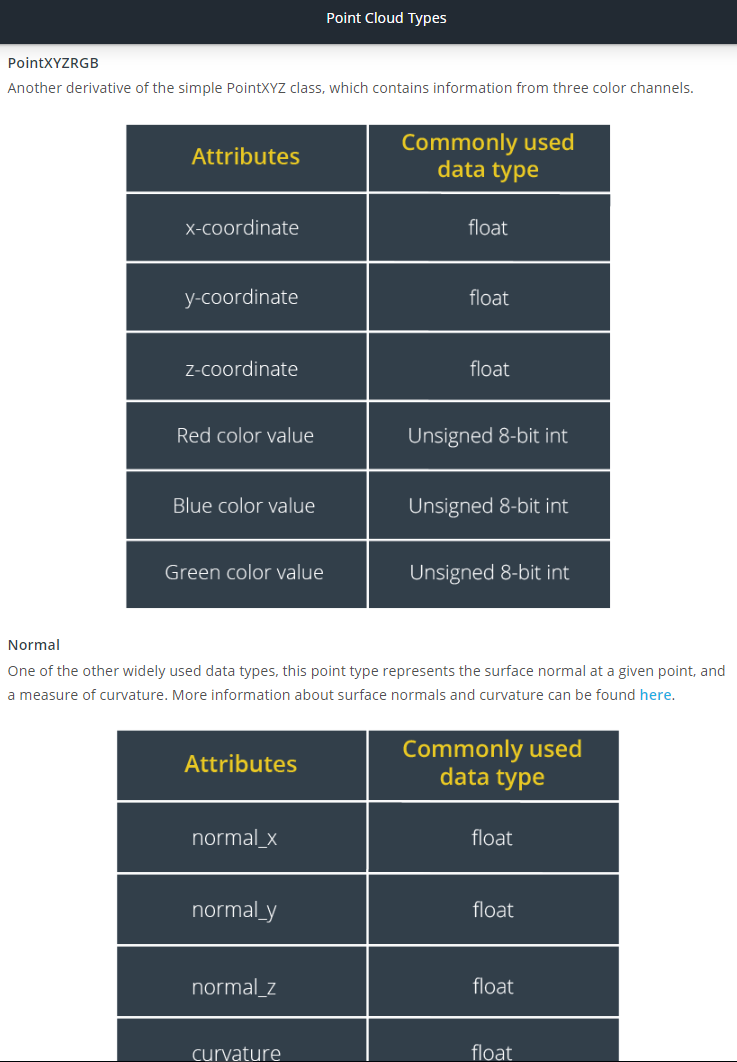 Point Cloud Types
PointXYZRGB
Another derivative of the simple PointXYZ class, which contains information from three color channels.
Attributes
Commonly used
data type
x-coordinate
float
y-coordinate
float
z-coordinate
float
Red color value
Unsigned 8-bit int
Blue color value
Unsigned 8-bit int
Green color value
Unsigned 8-bit int
Normal
One of the other widely used data types, this point type represents the surface normal at a given point, and
a measure of curvature. More information about surface normals and curvature can be found here.
Attributes
Commonly used
data type
normal_x
float
normal_y
float
normal_z
float
curvature
float